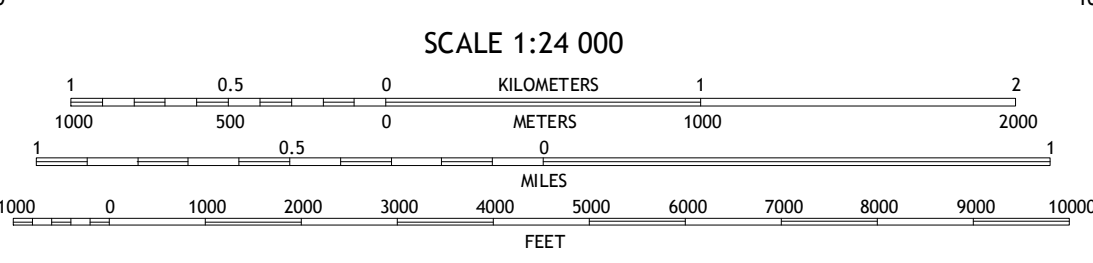 SCALE 1:24 000
1 0.5 0 KILOMETERS 1 2
1000 500 0 METERS 1000 2000
1 0.5 0 1
MILES
1000 0 1000 2000 3000 4000 5000 6000 7000 8000 9000 10000
FEET